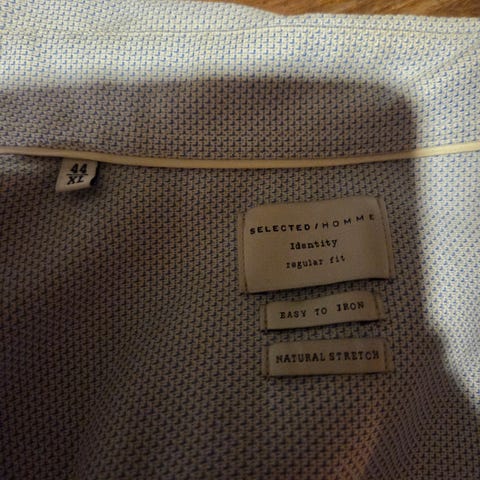 44
XL
SELECTED/HOMME
Identity
regular fit
EASY TO IRON
NATURAL STRETCH